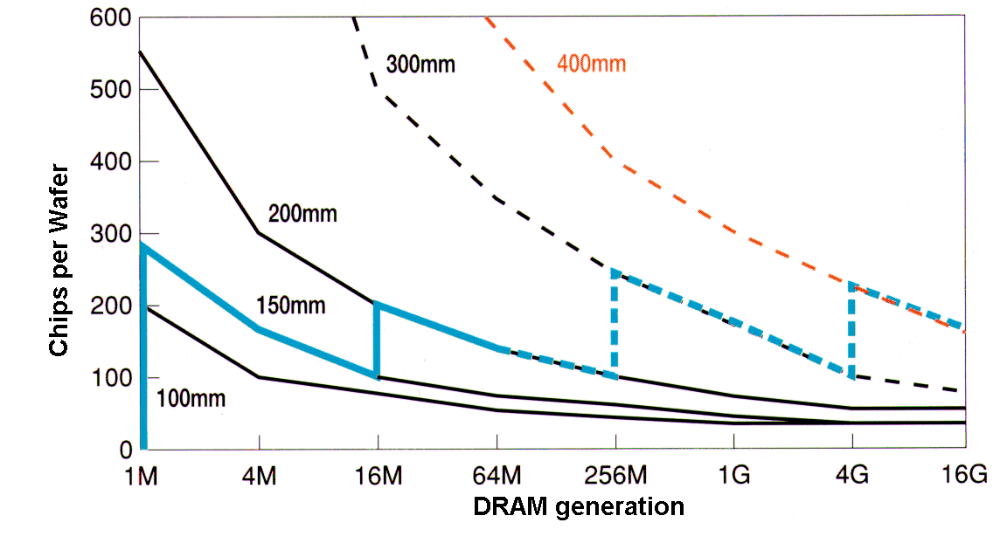 600
500
400
300
200
100
0
Chips per Wafer
300mm
400mm
200mm
150mm
100mm
1M 4M 16M 64M 256M 1G 4G 16G
DRAM generation